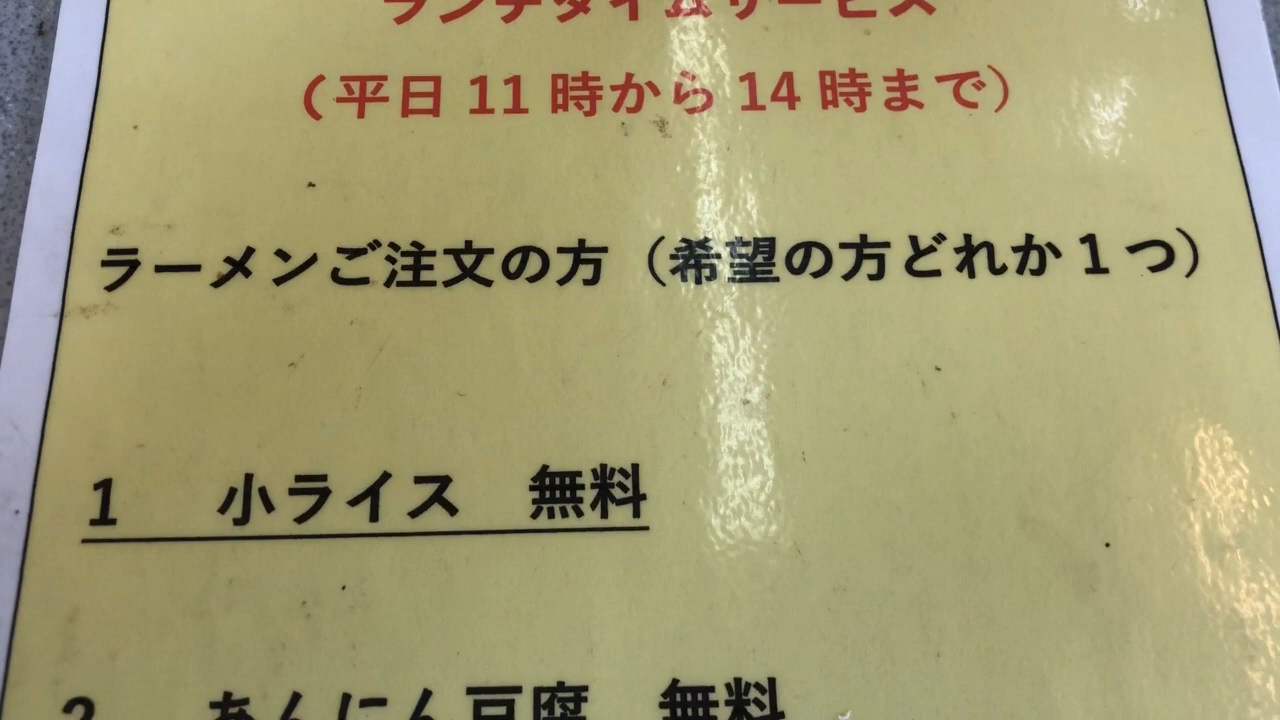 ランチタイムサービス
(平日 11 時から 14 時まで)
ラーメンご注文の方（希望の方どれか 1 つ）
1　小ライス　無料
2　あんにん豆腐　無料